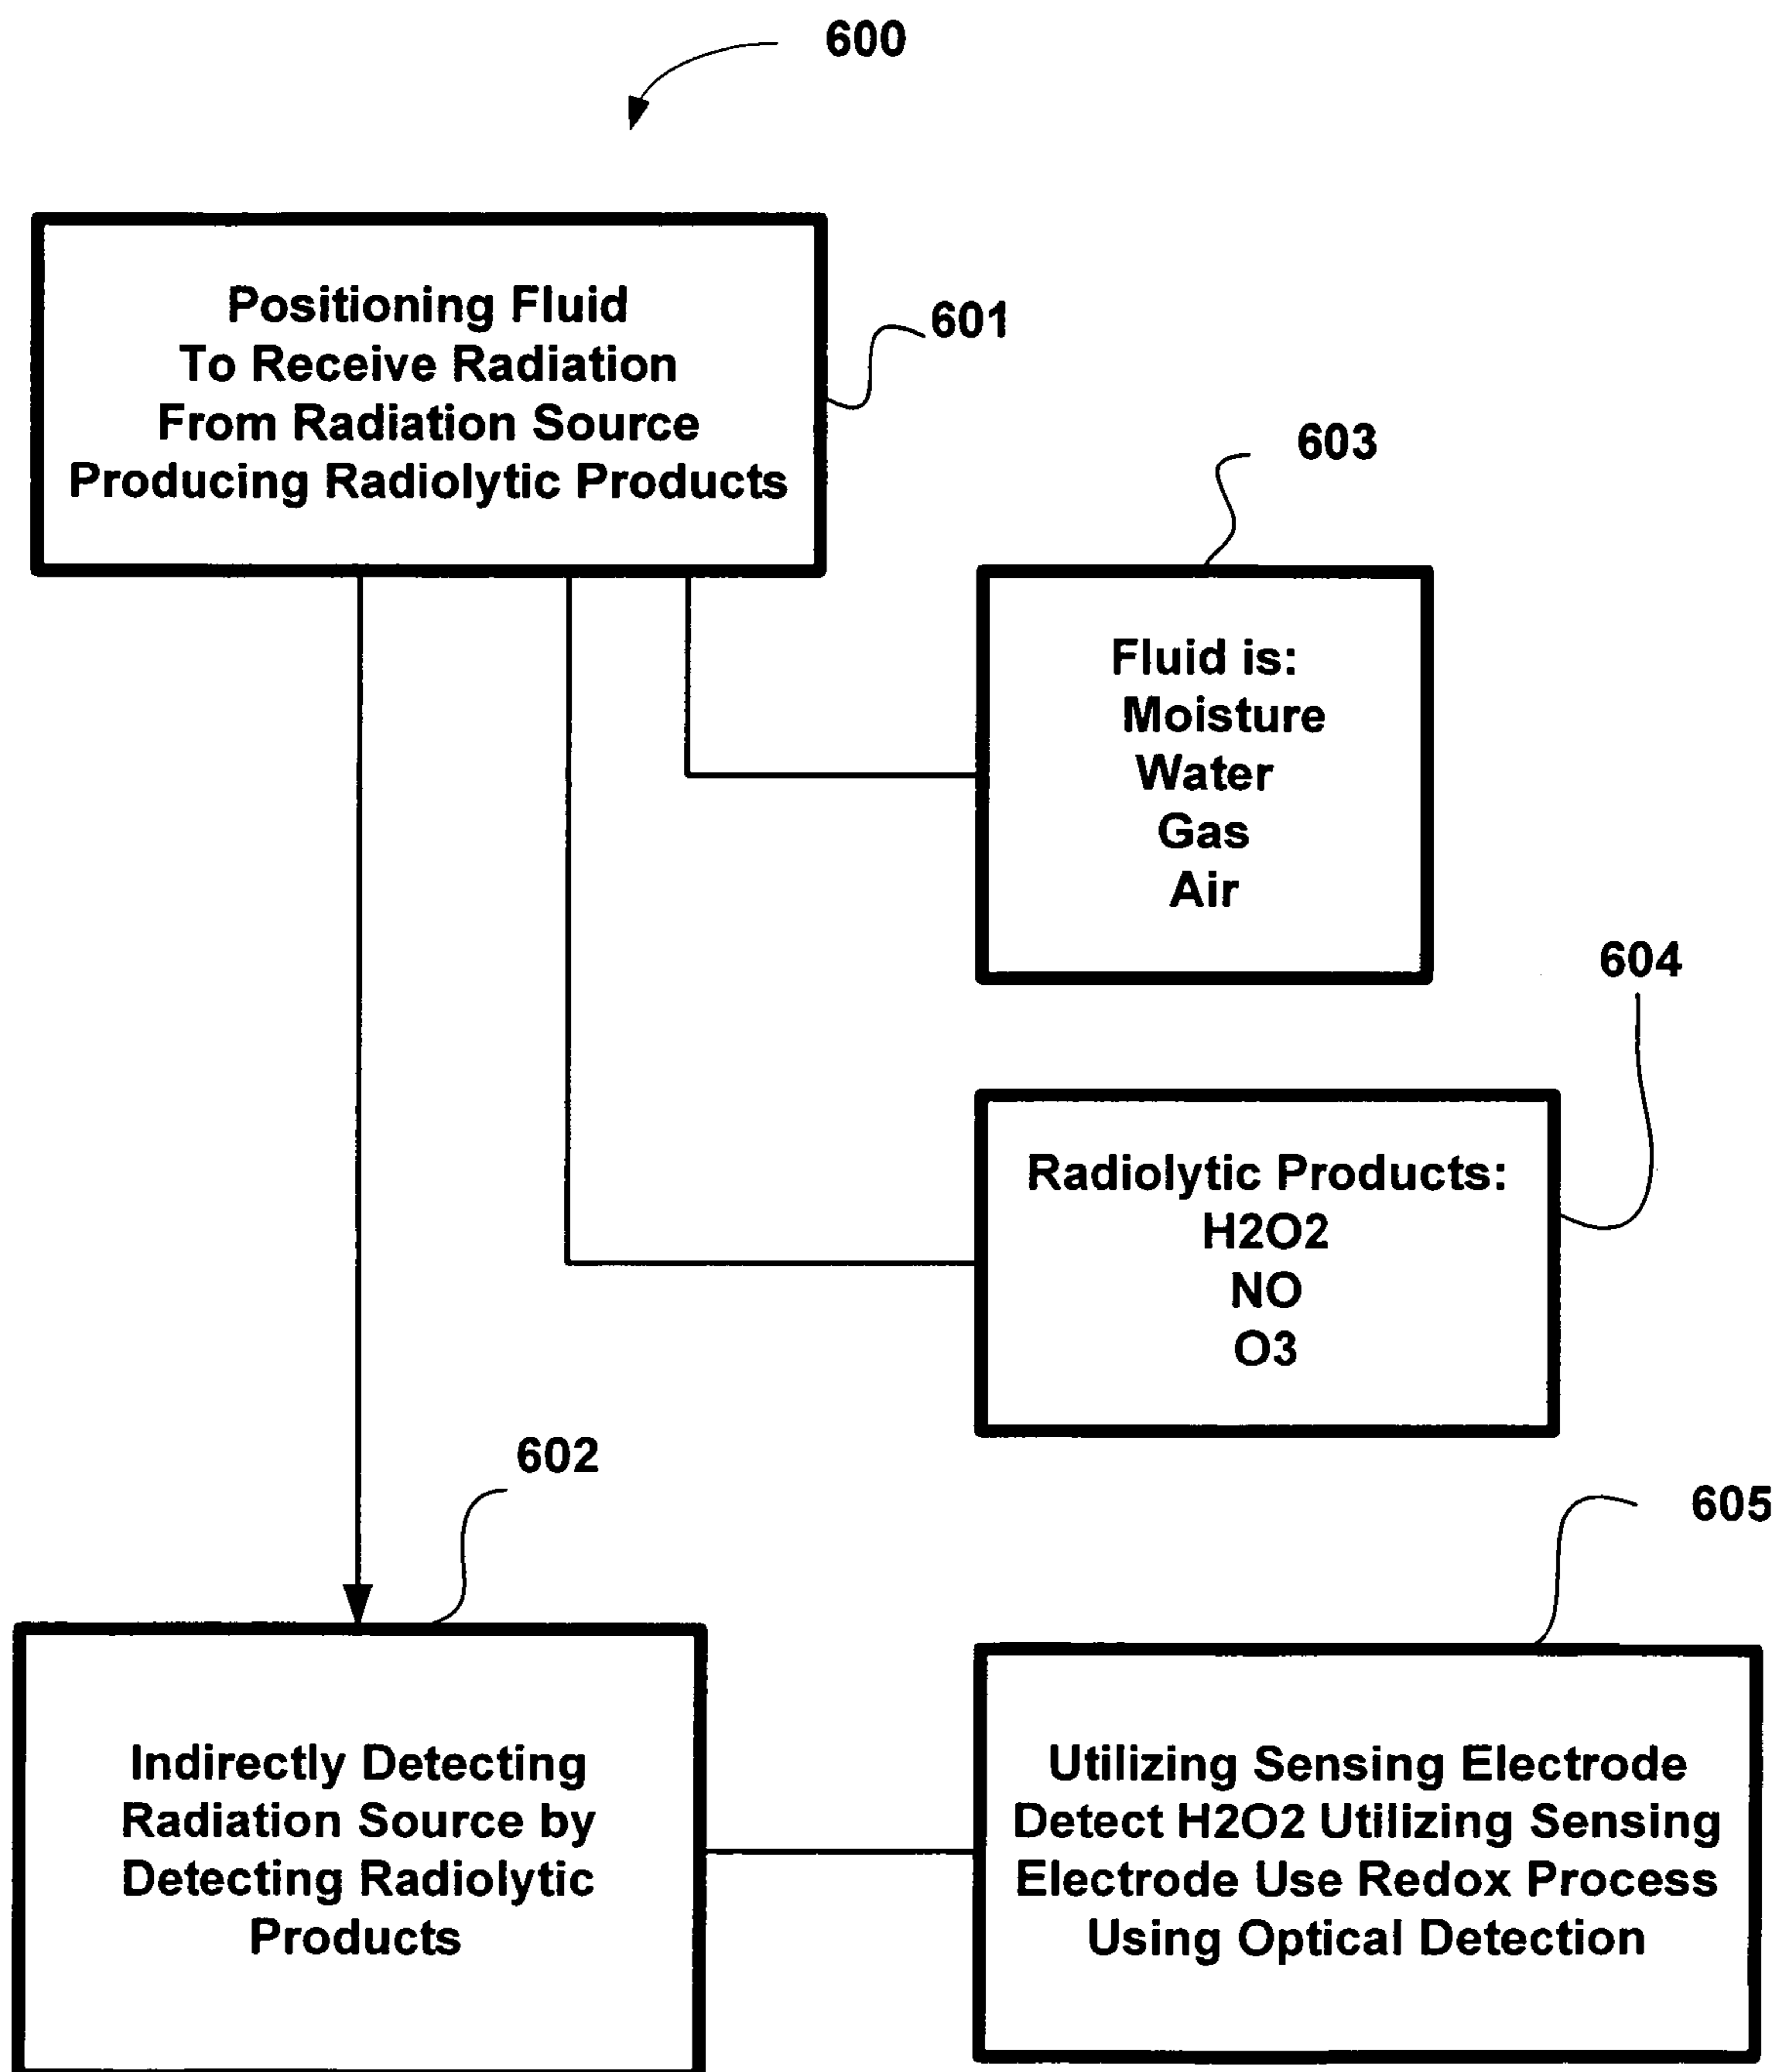 600
Positioning Fluid
To Receive Radiation
From Radiation Source
Producing Radiolytic Products
601
603
Fluid is:
Moisture
Water
Gas
Air
604
Radiolytic Products:
H2O2
NO
O3
602
605
Indirectly Detecting
Radiation Source by
Detecting Radiolytic
Products
Utilizing Sensing Electrode
Detect H2O2 Utilizing Sensing
Electrode Use Redox Process
Using Optical Detection